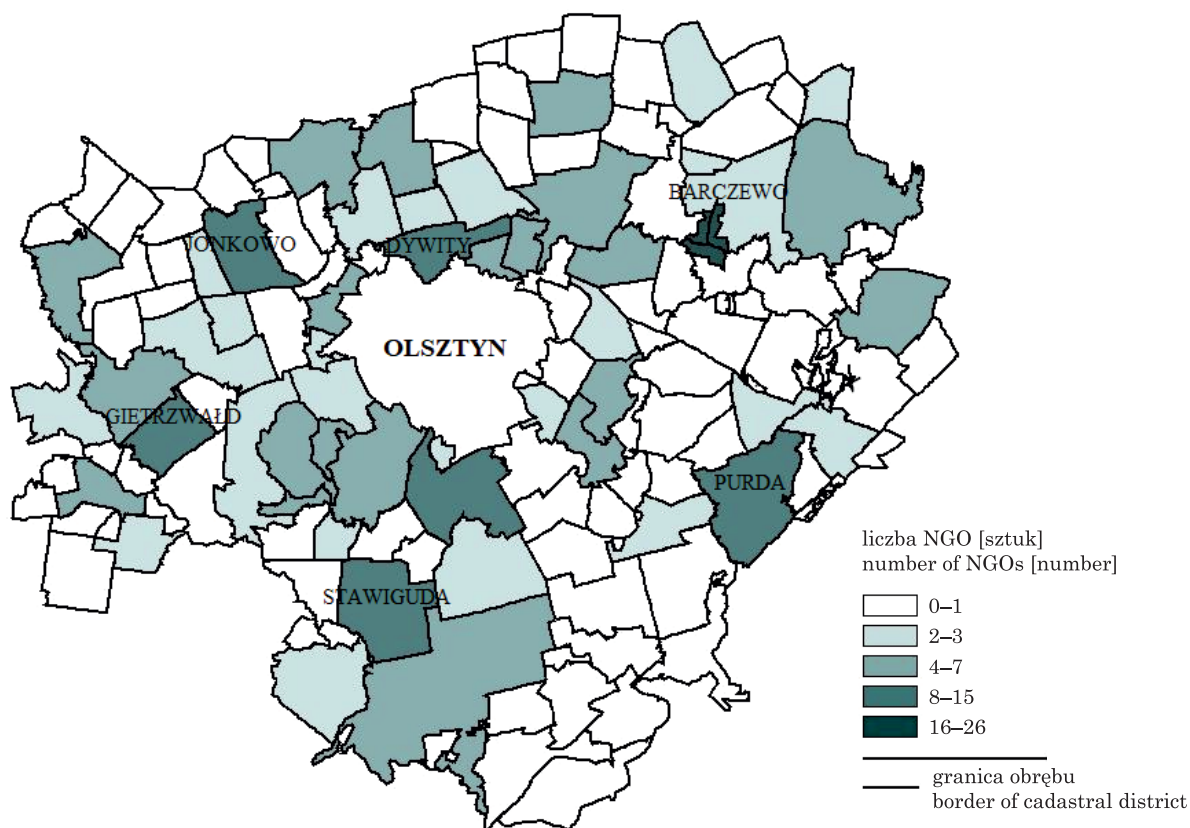 BARCZEWO
JONKOWO
DYWITY
OLSZTYN
GIETRZWAŁD
PURDA
STAWIGUDA
liczba NGO [sztuk]
number of NGOs [number]
0–1
2–3
4–7
8–15
16–26
granica obrębu
border of cadastral district